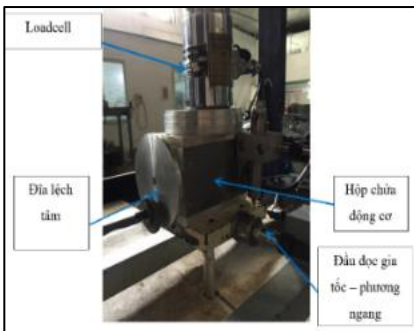 Loadcell
Đĩa lệch
tâm
Hộp chứa
động cơ
Đầu đọc gia
tốc – phương
ngang